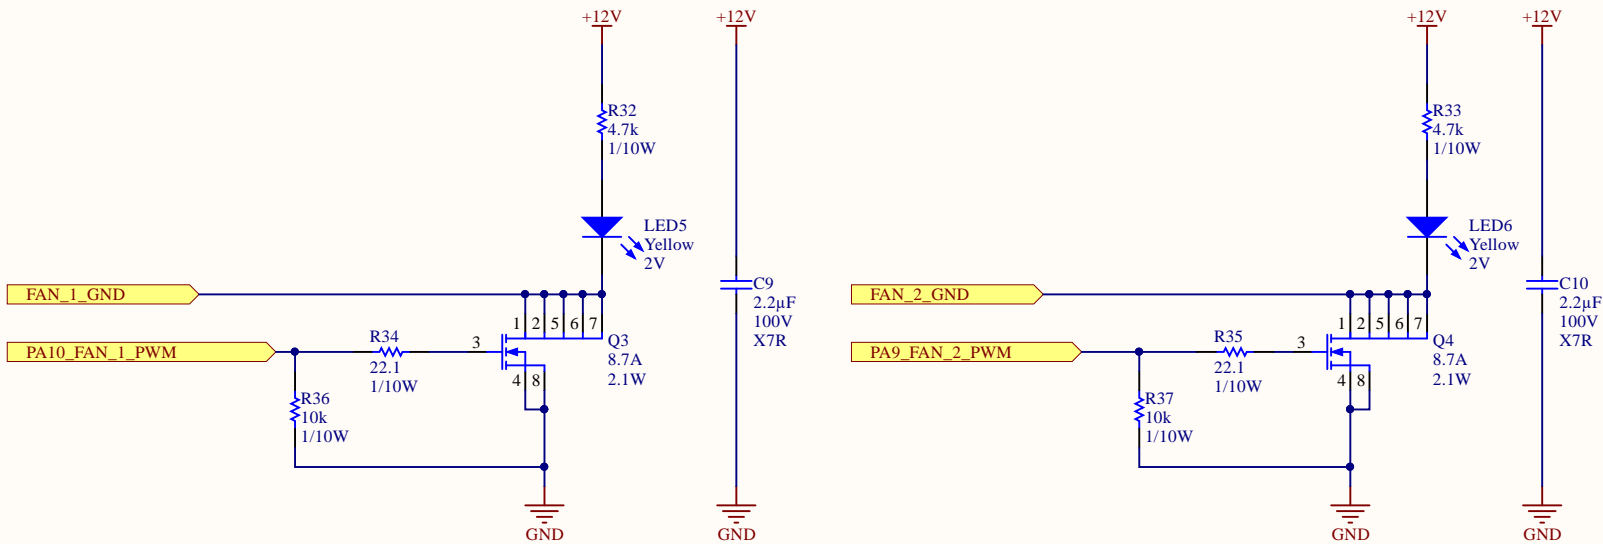 +12V
+12V
R32
4.7k
1/10W
LED5
Yellow
2V
FAN_1_GND
C9
2.2µF
100V
X7R
1
2
5
6
7
R34
22.1
1/10W
3
Q3
8.7A
2.1W
PA10_FAN_1_PWM
4
8
R36
10k
1/10W
GND
GND
+12V
+12V
R33
4.7k
1/10W
LED6
Yellow
2V
FAN_2_GND
C10
2.2µF
100V
X7R
1
2
5
6
7
R35
22.1
1/10W
3
Q4
8.7A
2.1W
PA9_FAN_2_PWM
4
8
R37
10k
1/10W
GND
GND